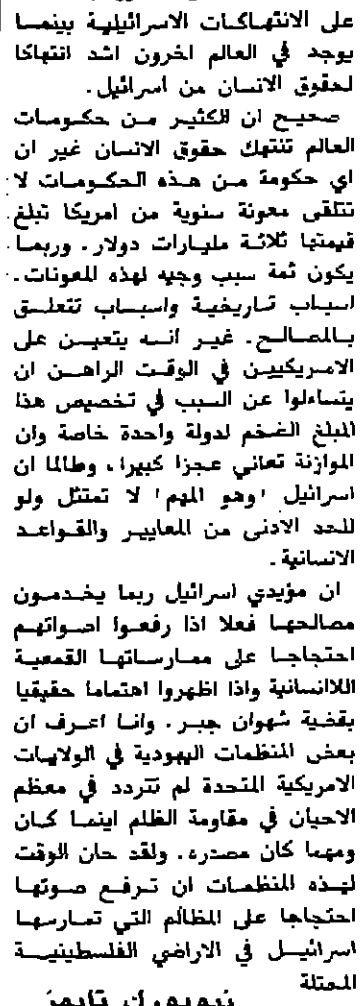 على الانتهاكات الاسرائيلية بينما
يوجد في العالم اخرون اشد انتهاكا
لحقوق الانسان من اسرائيل.
صحيح ان الكثير من حكومات
العالم تنتهك حقوق الانسان غير ان
اي حكومة من هذه الحكومات لا
تتلقى معونة سنوية من امريكا تبلغ
قيمتها ثلاثة مليارات دولار. وربما
يكون ثمة سبب وجيه لهذه المعونات.
اسباب تاريخية واسباب تتعلق
بالمصالح. غير انه يتعين على
الامريكيين في الوقت الراهن ان
يتساءلوا عن السبب في تخصيص هذا
المبلغ الضخم لدولة واحدة خاصة وان
الموازنة تعاني عجزا كبيرا، وطالما ان
اسرائيل "وهو المهم" لا تمتثل ولو
للحد الادنى من المعايير والقواعد
الانسانية.
ان مؤيدي اسرائيل ربما يخدمون
مصالحها فعلا اذا رفعوا اصواتهم
احتجاجا على ممارساتها القمعية
اللاانسانية واذا اظهروا اهتماما حقيقيا
بقضية شهوان جبر. وانا اعرف ان
بعض المنظمات اليهودية في الولايات
الامريكية المتحدة لم تتردد في معظم
الاحيان في مقاومة الظلم اينما كان
ومهما كان مصدره. ولقد حان الوقت
لهذه المنظمات ان ترفع صوتها
احتجاجا على المظالم التي تمارسها
اسرائيل في الاراضي الفلسطينية
المحتلة
نيويورك تايمز